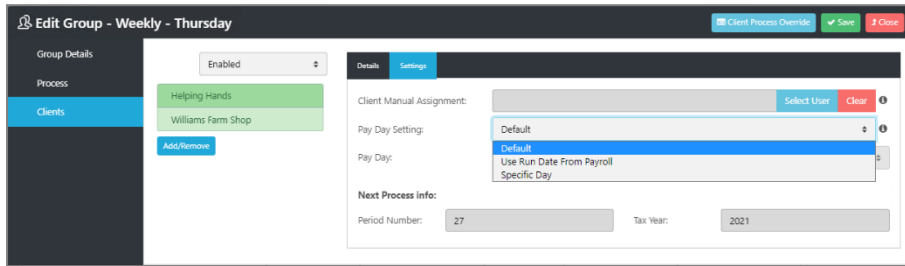 Edit Group - Weekly - Thursday
Client Process Override
Save
Close
Group Details
Process
Clients
Enabled
Helping Hands
Williams Farm Shop
Add/Remove
Details
Settings
Client Manual Assignment:
Select User
Clear
Pay Day Setting:
Default
Default
Use Run Date From Payroll
Specific Day
Pay Day:
Next Process info:
Period Number:
27
Tax Year:
2021